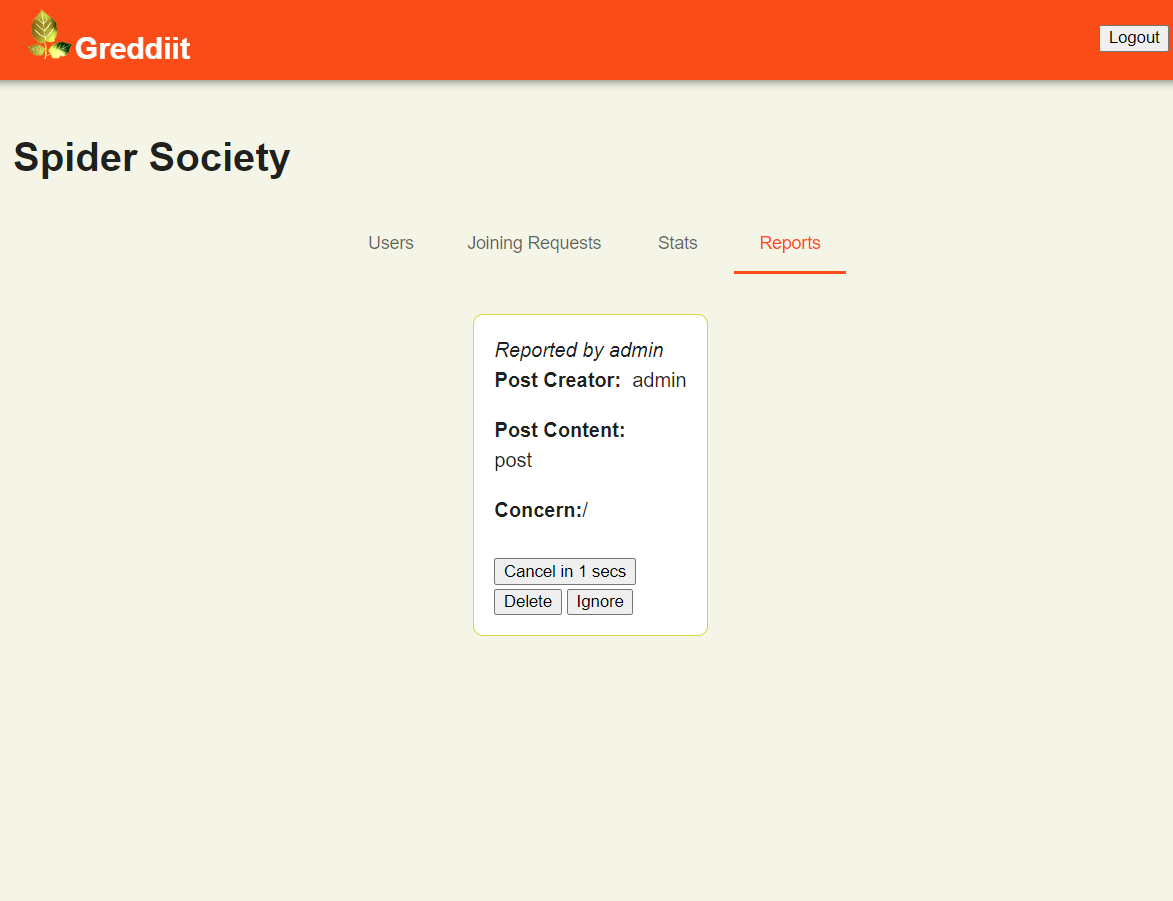 Greddiit
Logout
Spider Society
Users Joining Requests Stats Reports
Reported by admin
Post Creator: admin
Post Content:
post
Concern:/
Cancel in 1 secs
Delete Ignore